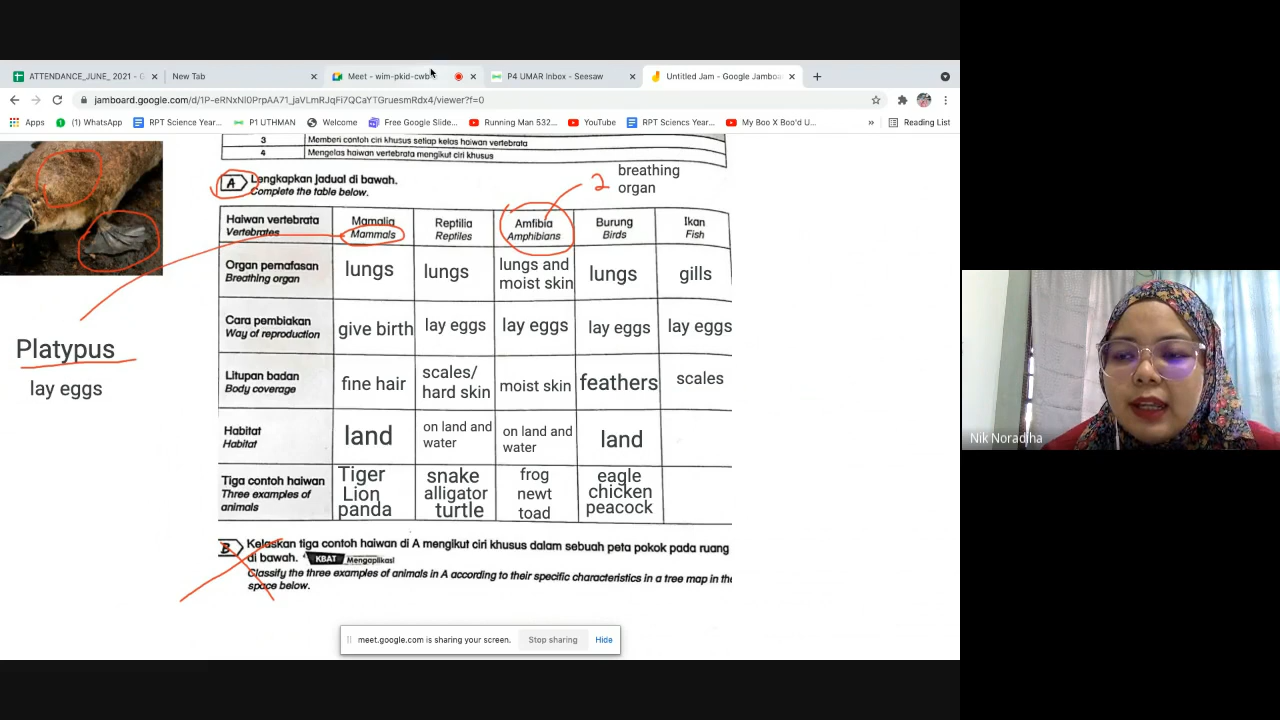 ATTENDANCE_JUNE_ 2021 - G
New Tab
Meet - wim-pkid-cwb
P4 UMAR Inbox - Seesaw
Untitled Jam - Google Jamboa
jamboard.google.com/d/1P-eRNxNl0PrpAA71_jaVLmRJqFi7QCaYTGruesmRdx4/viewer?f=0
Apps
(1) WhatsApp
RPT Science Year...
P1 UTHMAN
Welcome
Free Google Slide...
Running Man 532...
YouTube
RPT Sciencs Year...
My Boo X Boo'd U...
»
Reading List
3 Memberi contoh ciri khusus setiap kelas haiwan vertebrata
4 Mengelas haiwan vertebrata mengikut ciri khusus
A Lengkapkan jadual di bawah.
Complete the table below.
2 breathing
organ
Haiwan vertebrata Mamalia Reptilia Amfibia Burung Ikan
Vertebrates Mammals Reptiles Amphibians Birds Fish
Organ pernafasan lungs lungs lungs and lungs gills
Breathing organ moist skin
Cara pembiakan give birth lay eggs lay eggs lay eggs lay eggs
Way of reproduction
Platypus
lay eggs
Litupan badan fine hair scales/ moist skin feathers scales
Body coverage hard skin
Habitat land on land and on land and land
Habitat water water
Tiga contoh haiwan Tiger snake frog eagle
Three examples of Lion alligator newt chicken
animals panda turtle toad peacock
B Kelaskan tiga contoh haiwan di A mengikut ciri khusus dalam sebuah peta pokok pada ruang
di bawah. KBAT Mengaplikasi
Classify the three examples of animals in A according to their specific characteristics in a tree map in the
space below.
meet.google.com is sharing your screen. Stop sharing Hide
Nik Noradiha